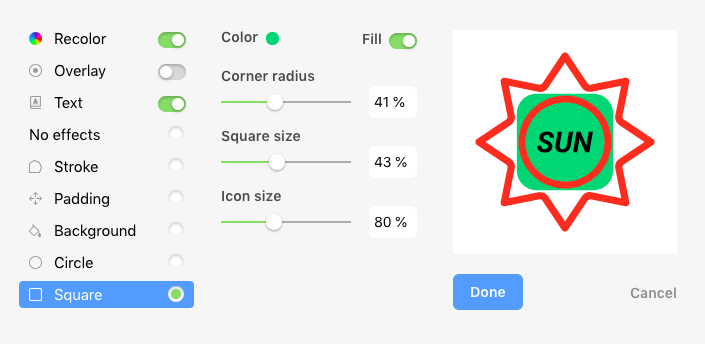 Recolor
Overlay
Text
No effects
Stroke
Padding
Background
Circle
Square
Color
Fill
Corner radius
41 %
Square size
43 %
Icon size
80 %
SUN
Done
Cancel